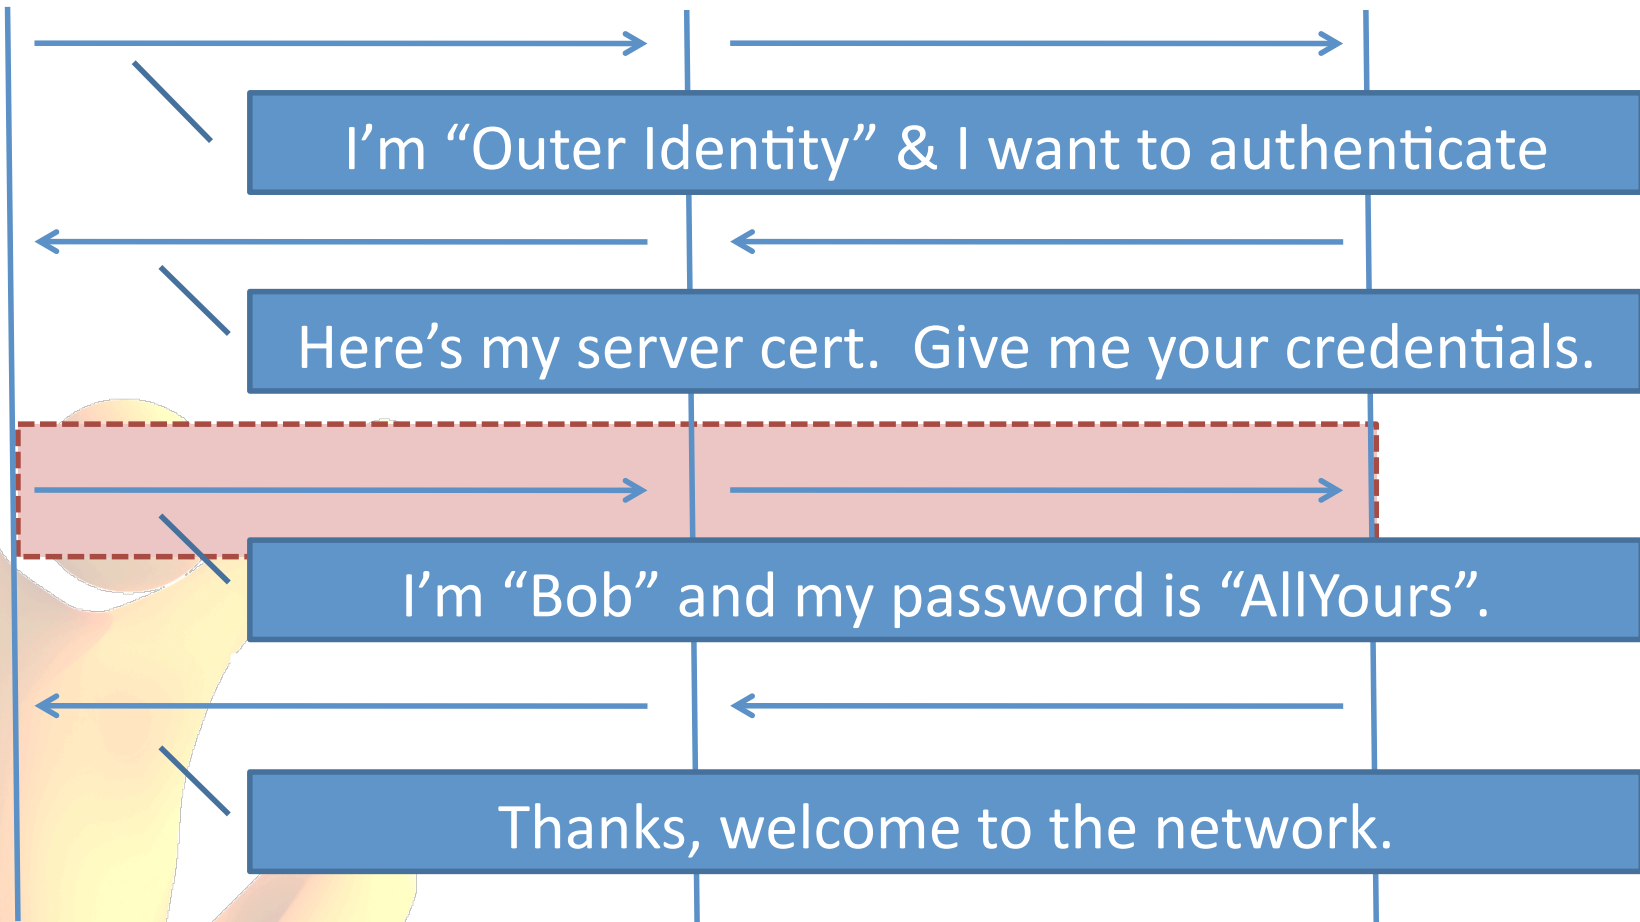 I’m “Outer Identity” & I want to authenticate
Here’s my server cert.  Give me your credentials.
I’m “Bob” and my password is “AllYours”.
Thanks, welcome to the network.